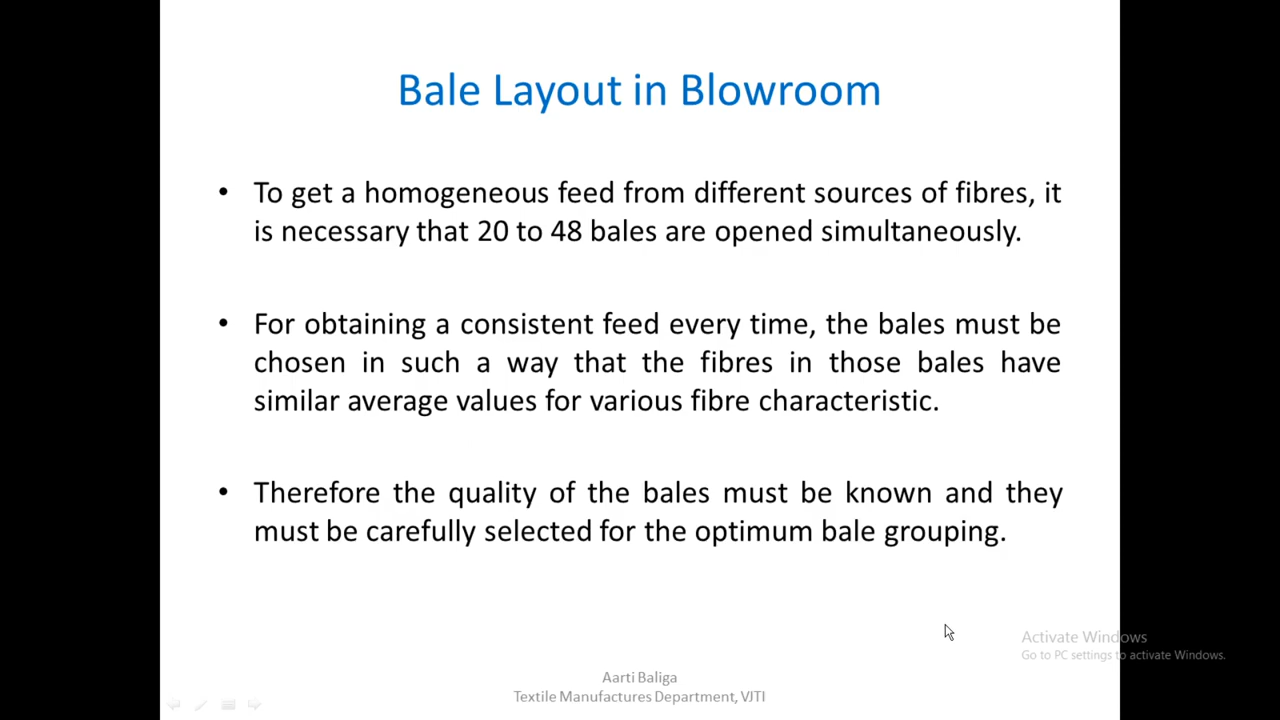 Bale Layout in Blowroom
• To get a homogeneous feed from different sources of fibres, it
is necessary that 20 to 48 bales are opened simultaneously.
• For obtaining a consistent feed every time, the bales must be
chosen in such a way that the fibres in those bales have
similar average values for various fibre characteristic.
• Therefore the quality of the bales must be known and they
must be carefully selected for the optimum bale grouping.
Activate Windows
Go to PC settings to activate Windows.
Aarti Baliga
Textile Manufactures Department, VJTI